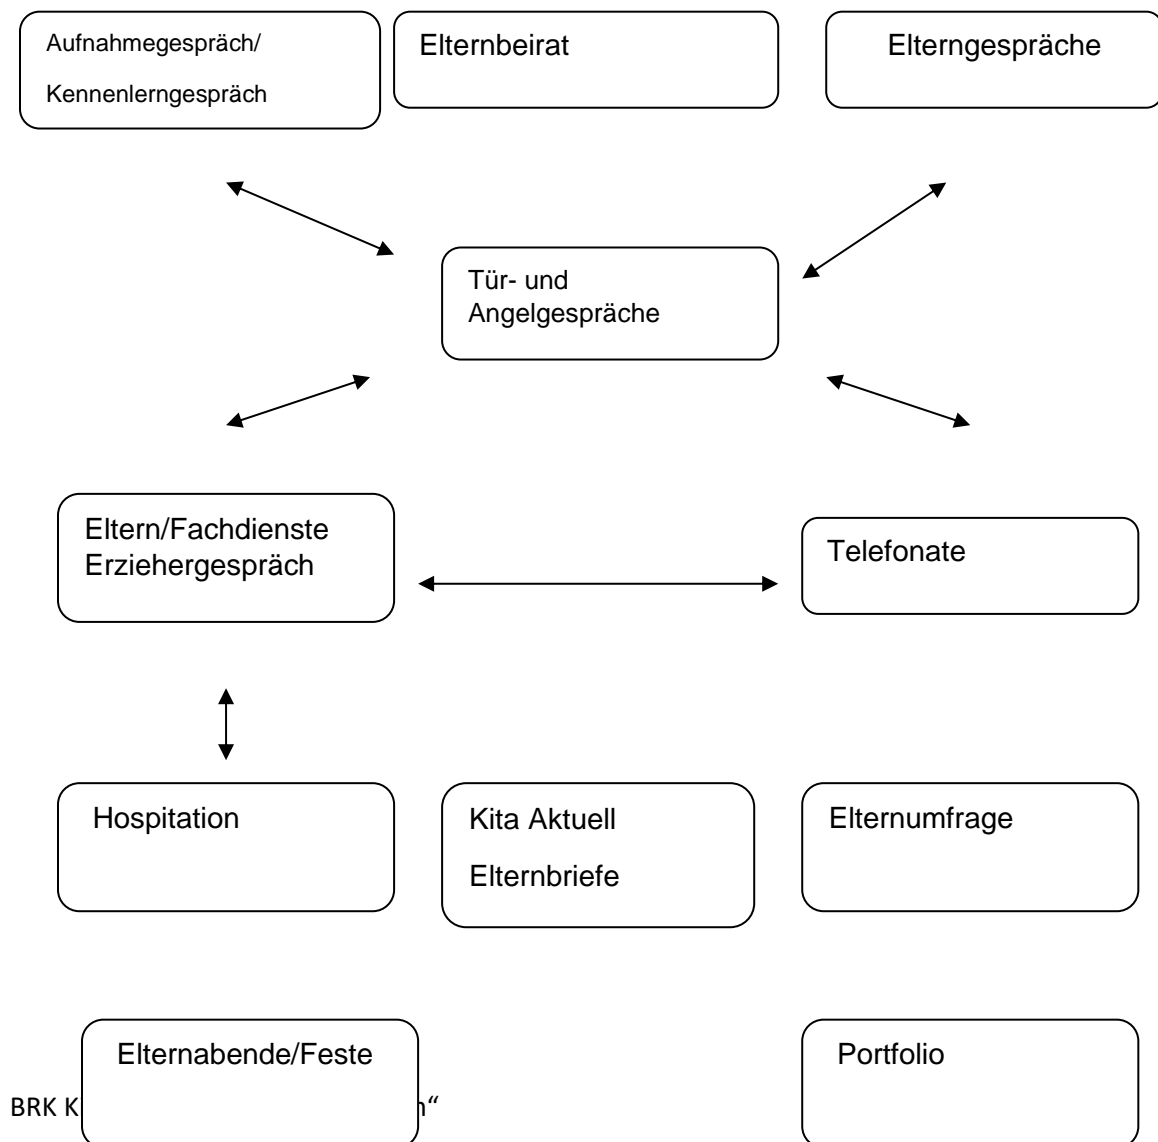 Aufnahmegespräch/
Kennenlerngespräch
Elternbeirat
Elterngespräche
Tür- und
Angelgespräche
Eltern/Fachdienste
Erziehergespräch
Telefonate
Hospitation
Kita Aktuell
Elternbriefe
Elternumfrage
Elternabende/Feste
Portfolio
BRK